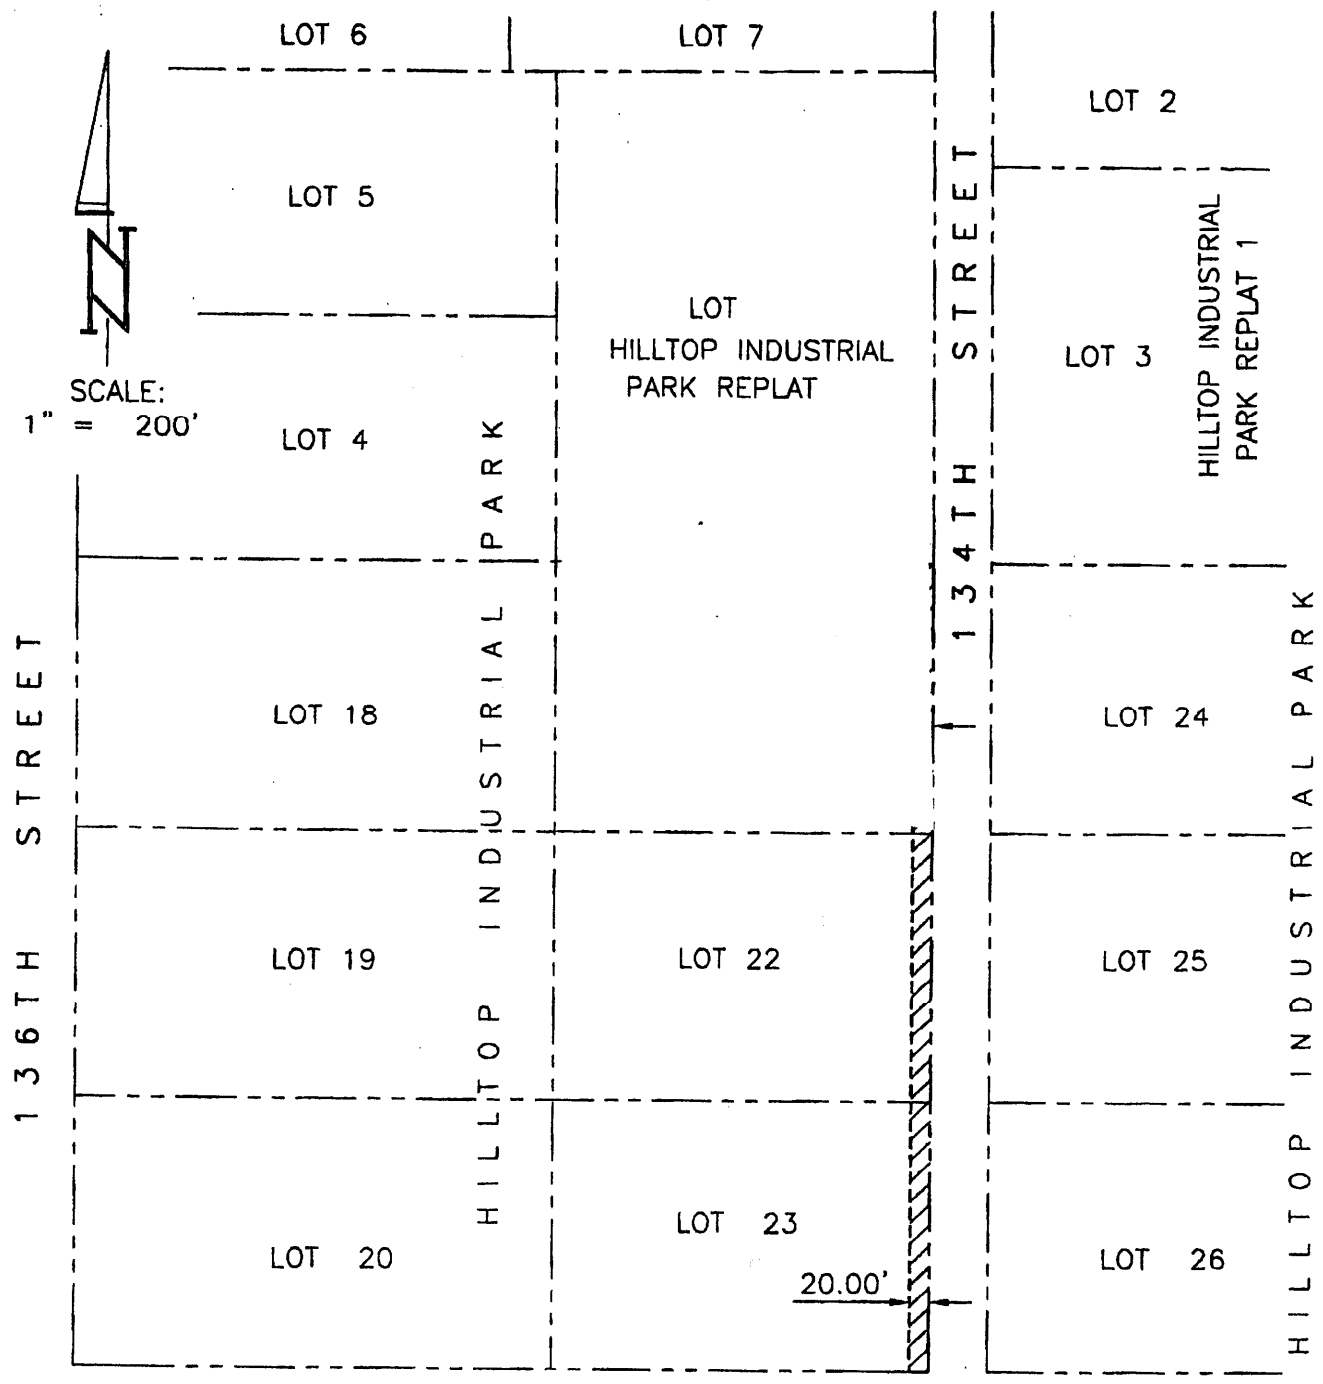 LOT 6
LOT 7
LOT 2
LOT 5
N
SCALE:
1" = 200'
LOT
HILLTOP INDUSTRIAL
PARK REPLAT
134TH STREET
LOT 3
HILLTOP INDUSTRIAL
PARK REPLAT 1
LOT 4
136TH STREET
LOT 18
HILLTOP INDUSTRIAL PARK
LOT 24
HILLTOP INDUSTRIAL PARK
LOT 19
LOT 22
LOT 25
LOT 20
LOT 23
20.00'
LOT 26